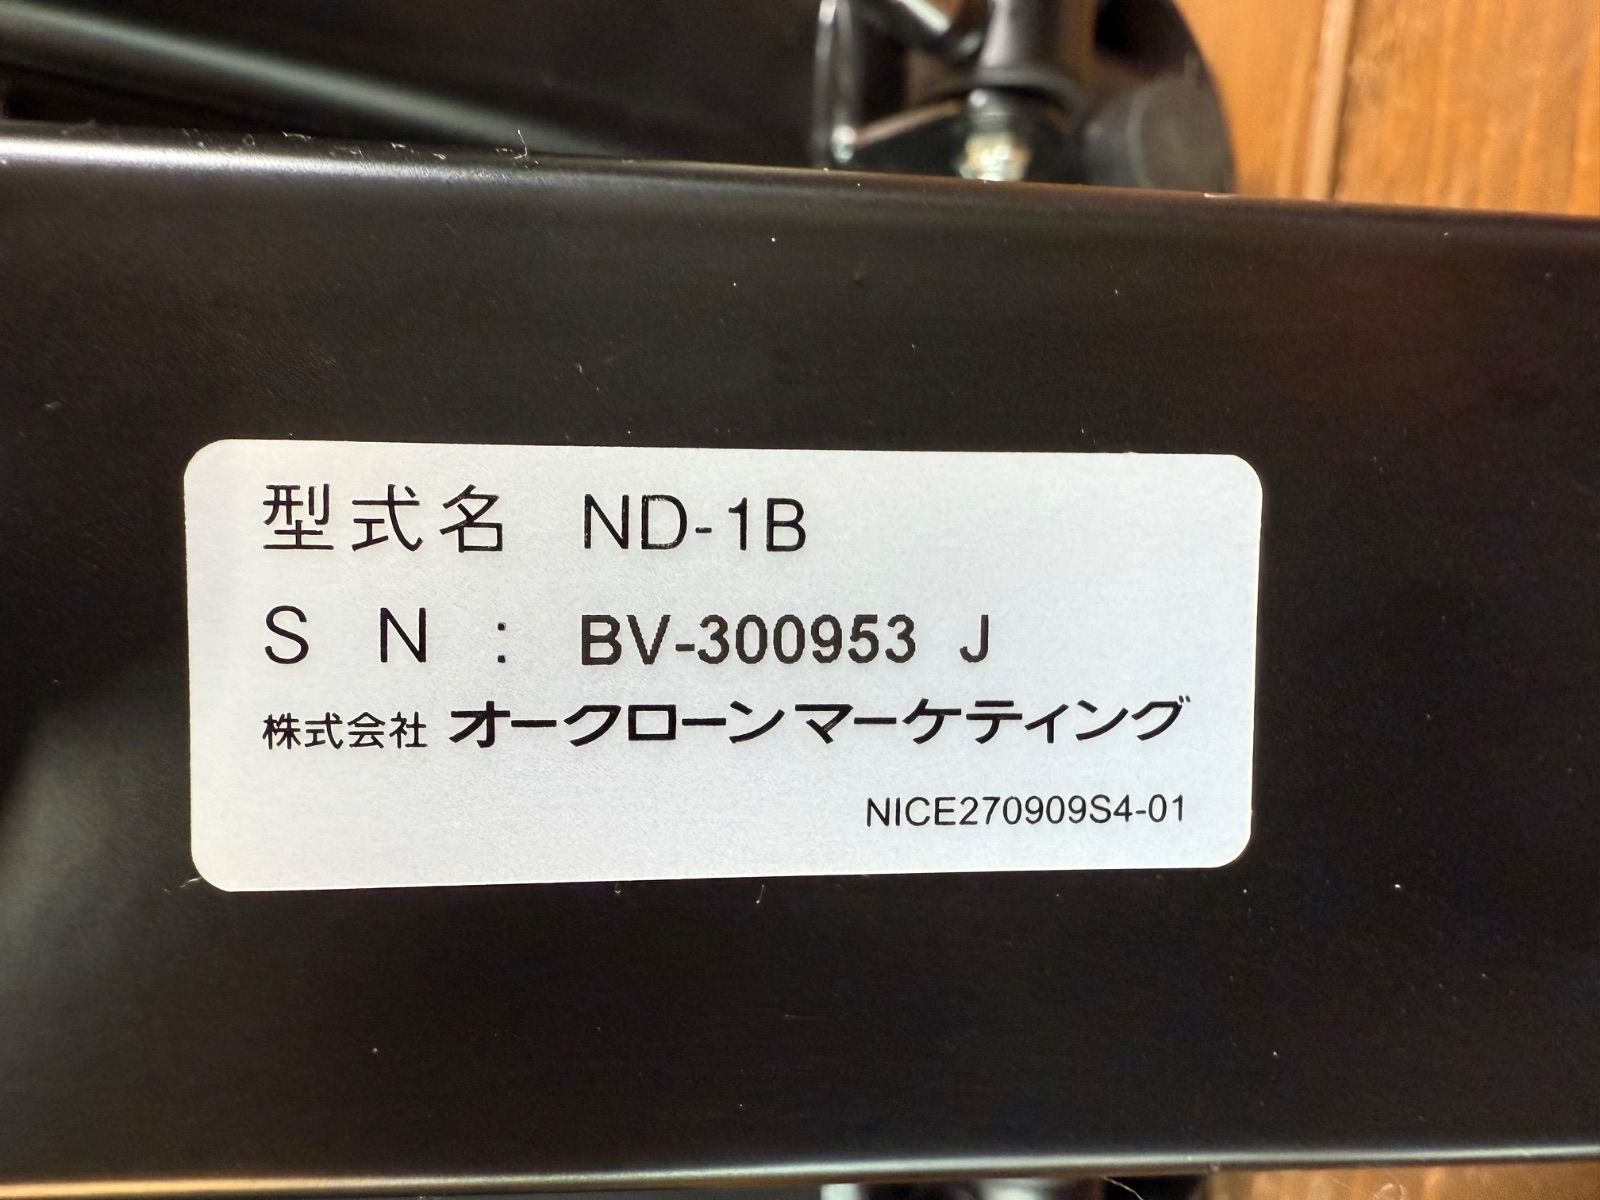 型式名 ND-1B
S N : BV-300953 J
株式会社 オークローンマーケティング
NICE270909S4-01